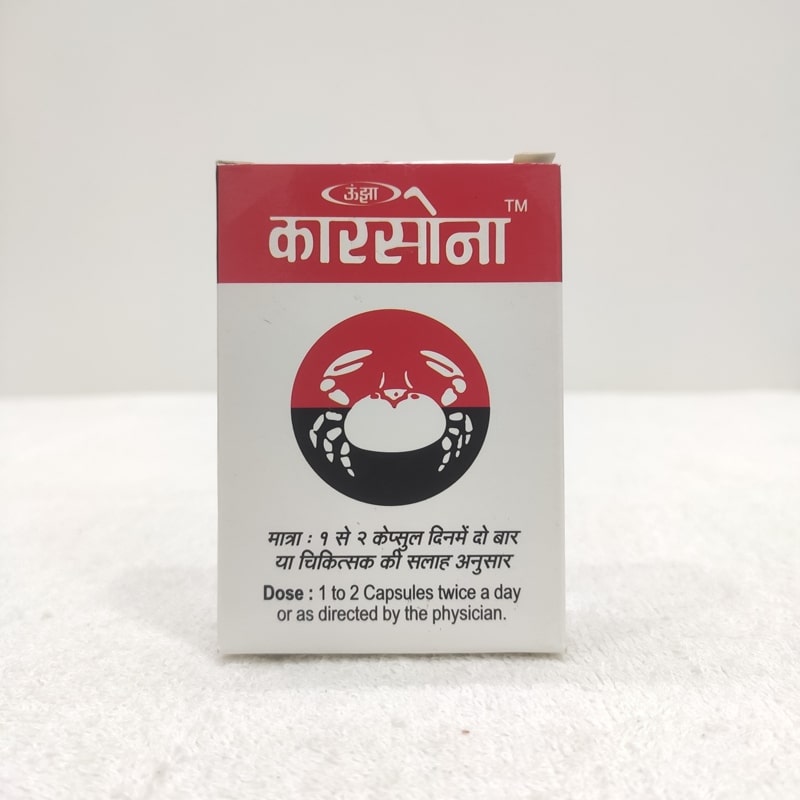 ऊंझा
कारसोना TM
मात्रा : १ से २ केप्सुल दिनमें दो बार
या चिकित्सक की सलाह अनुसार
Dose : 1 to 2 Capsules twice a day
or as directed by the physician.